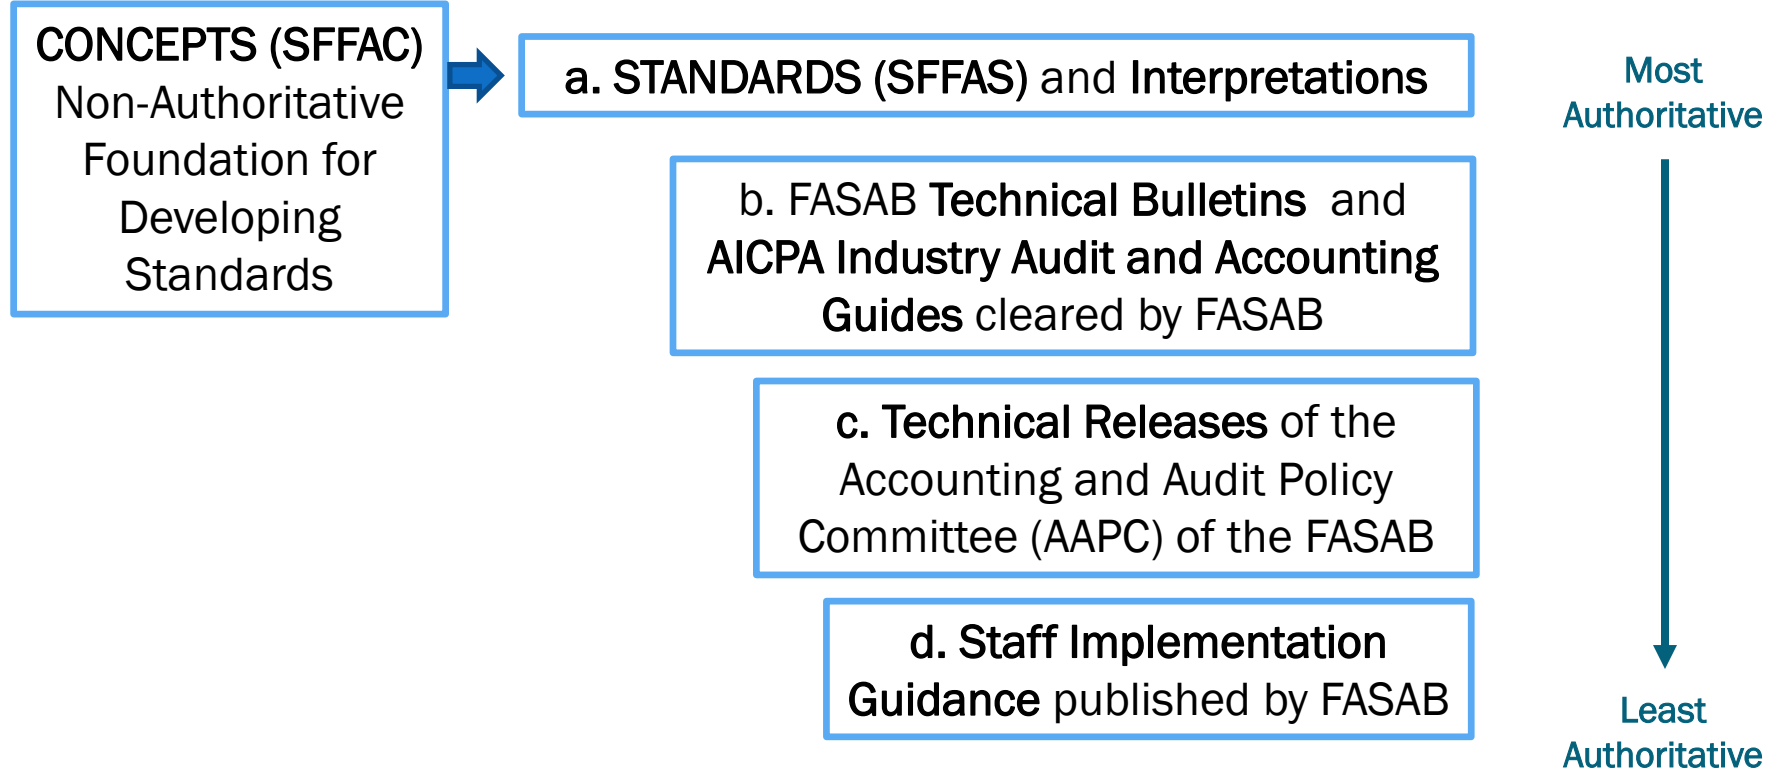 CONCEPTS (SFFAC)
Non-Authoritative
Foundation for
Developing
Standards
a. STANDARDS (SFFAS) and Interpretations
b. FASAB Technical Bulletins and
AICPA Industry Audit and Accounting
Guides cleared by FASAB
c. Technical Releases of the
Accounting and Audit Policy
Committee (AAPC) of the FASAB
d. Staff Implementation
Guidance published by FASAB
Most
Authoritative
Least
Authoritative